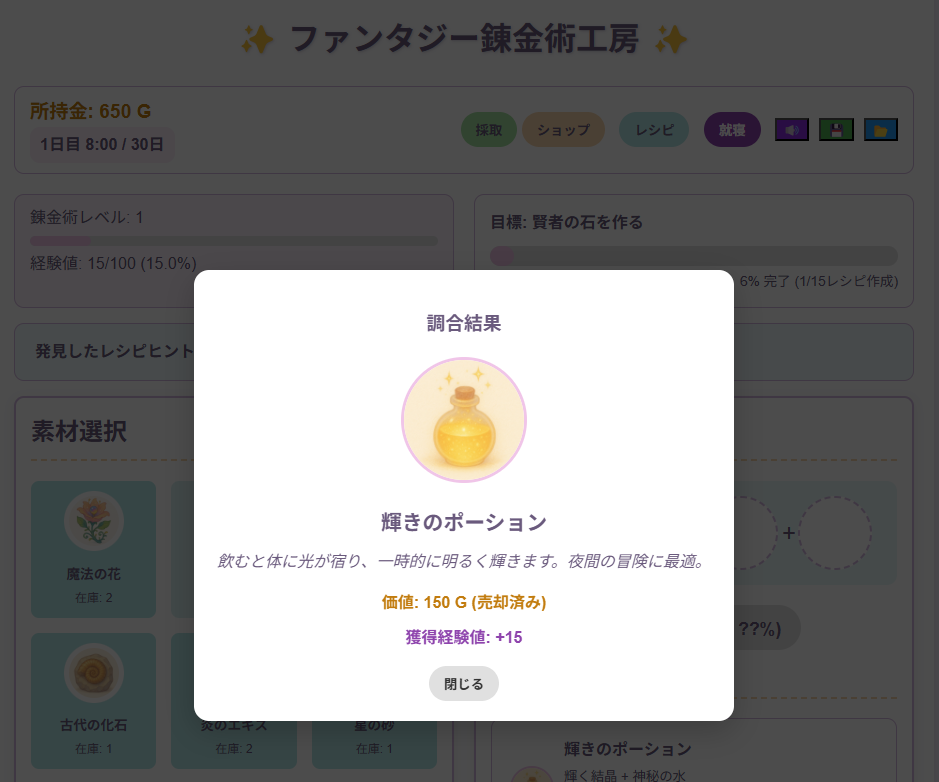 ✨ ファンタジー錬金術工房 ✨
所持金: 650 G
1日目 8:00 / 30日
採取 ショップ レシピ 就寝
錬金術レベル: 1
経験値: 15/100 (15.0%)
目標: 賢者の石を作る
6% 完了 (1/15レシピ作成)
発見したレシピヒント
調合結果
輝きのポーション
飲むと体に光が宿り、一時的に明るく輝きます。夜間の冒険に最適。
価値: 150 G (売却済み)
獲得経験値: +15
閉じる
素材選択
魔法の花
在庫: 2
古代の化石
在庫: 1
炎のエキス
在庫: 2
星の砂
在庫: 1
+
??%)
輝きのポーション
輝く結晶 + 神秘の水